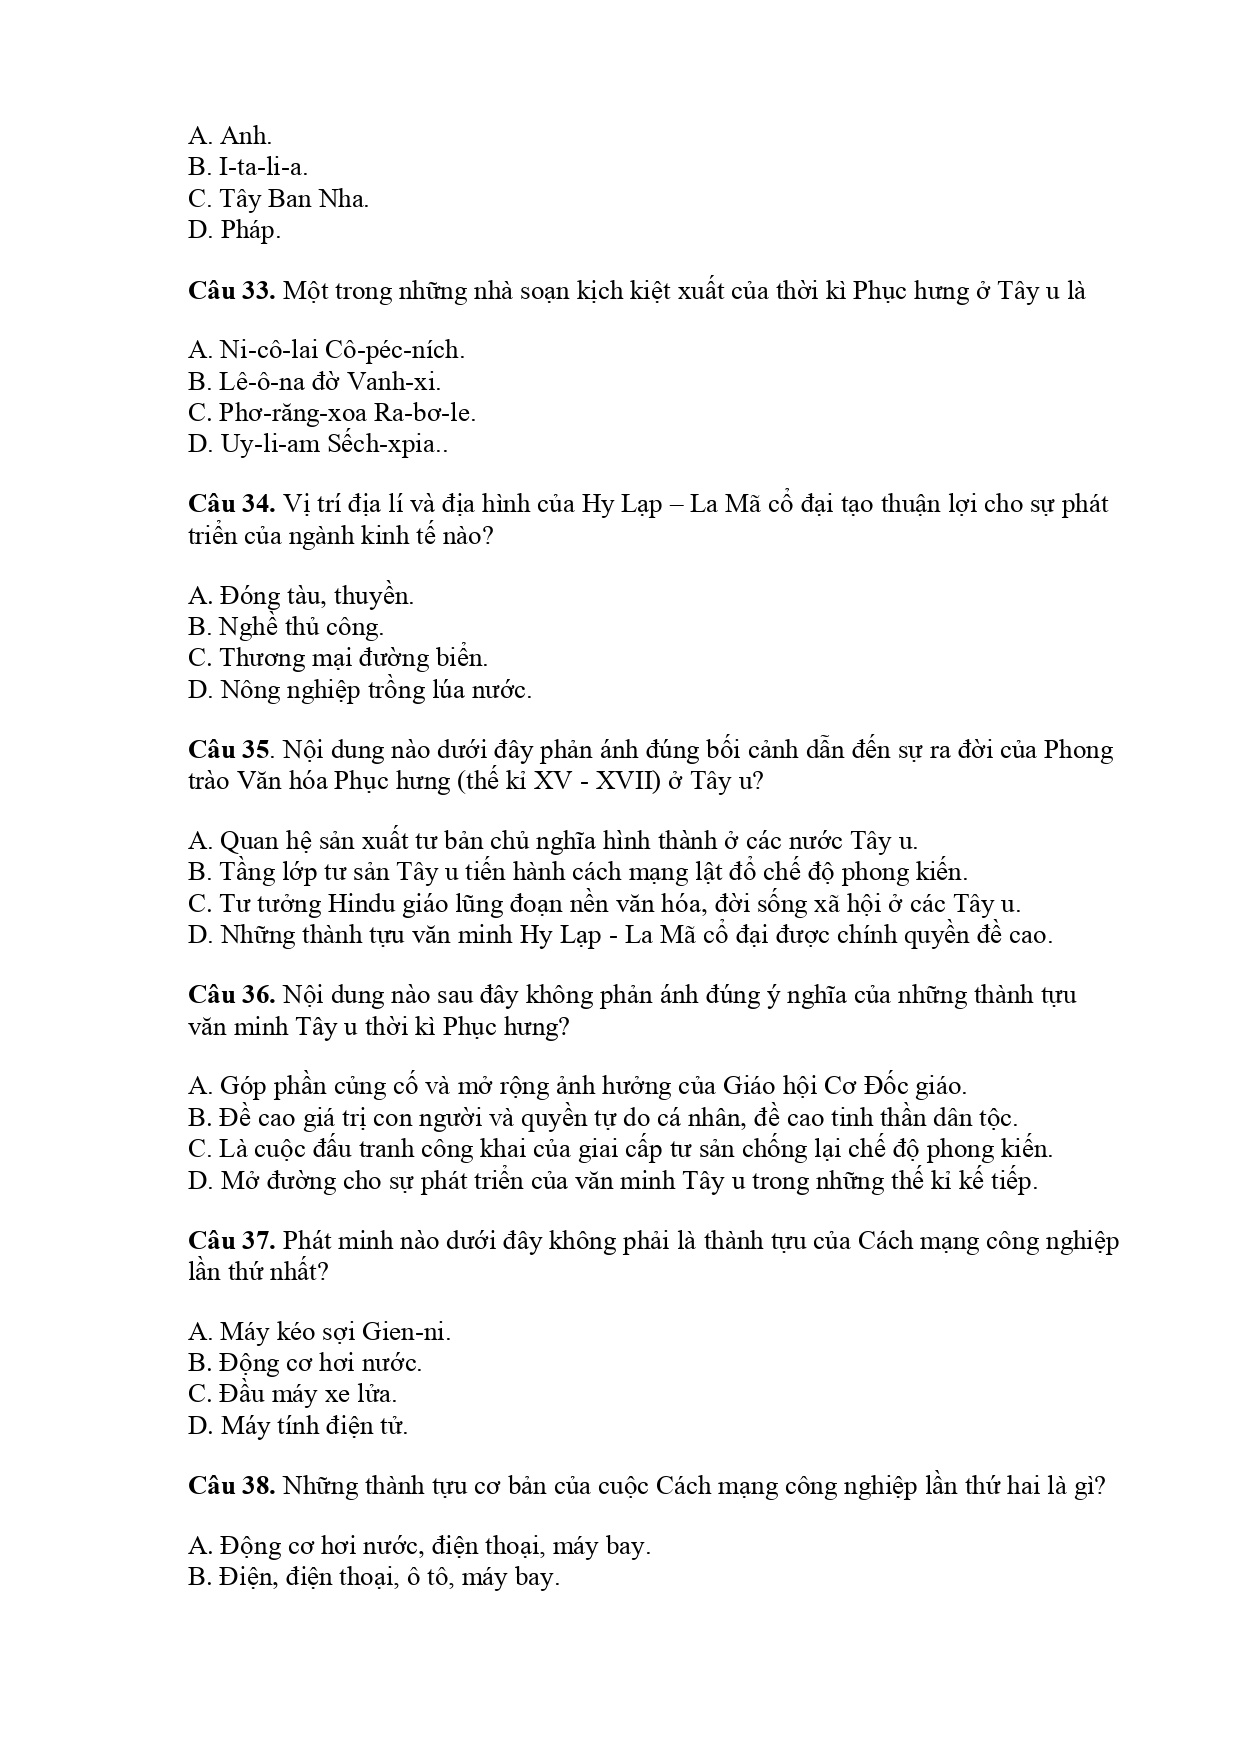 A. Anh.
B. I-ta-li-a.
C. Tây Ban Nha.
D. Pháp.
Câu 33. Một trong những nhà soạn kịch kiệt xuất của thời kì Phục hưng ở Tây u là
A. Ni-cô-lai Cô-péc-ních.
B. Lê-ô-na đờ Vanh-xi.
C. Phơ-răng-xoa Ra-bơ-le.
D. Uy-li-am Sếch-xpia..
Câu 34. Vị trí địa lí và địa hình của Hy Lạp – La Mã cổ đại tạo thuận lợi cho sự phát
triển của ngành kinh tế nào?
A. Đóng tàu, thuyền.
B. Nghề thủ công.
C. Thương mại đường biển.
D. Nông nghiệp trồng lúa nước.
Câu 35. Nội dung nào dưới đây phản ánh đúng bối cảnh dẫn đến sự ra đời của Phong
trào Văn hóa Phục hưng (thế kỉ XV - XVII) ở Tây u?
A. Quan hệ sản xuất tư bản chủ nghĩa hình thành ở các nước Tây u.
B. Tầng lớp tư sản Tây u tiến hành cách mạng lật đổ chế độ phong kiến.
C. Tư tưởng Hindu giáo lũng đoạn nền văn hóa, đời sống xã hội ở các Tây u.
D. Những thành tựu văn minh Hy Lạp - La Mã cổ đại được chính quyền đề cao.
Câu 36. Nội dung nào sau đây không phản ánh đúng ý nghĩa của những thành tựu
văn minh Tây u thời kì Phục hưng?
A. Góp phần củng cố và mở rộng ảnh hưởng của Giáo hội Cơ Đốc giáo.
B. Đề cao giá trị con người và quyền tự do cá nhân, đề cao tinh thần dân tộc.
C. Là cuộc đấu tranh công khai của giai cấp tư sản chống lại chế độ phong kiến.
D. Mở đường cho sự phát triển của văn minh Tây u trong những thế kỉ kế tiếp.
Câu 37. Phát minh nào dưới đây không phải là thành tựu của Cách mạng công nghiệp
lần thứ nhất?
A. Máy kéo sợi Gien-ni.
B. Động cơ hơi nước.
C. Đầu máy xe lửa.
D. Máy tính điện tử.
Câu 38. Những thành tựu cơ bản của cuộc Cách mạng công nghiệp lần thứ hai là gì?
A. Động cơ hơi nước, điện thoại, máy bay.
B. Điện, điện thoại, ô tô, máy bay.